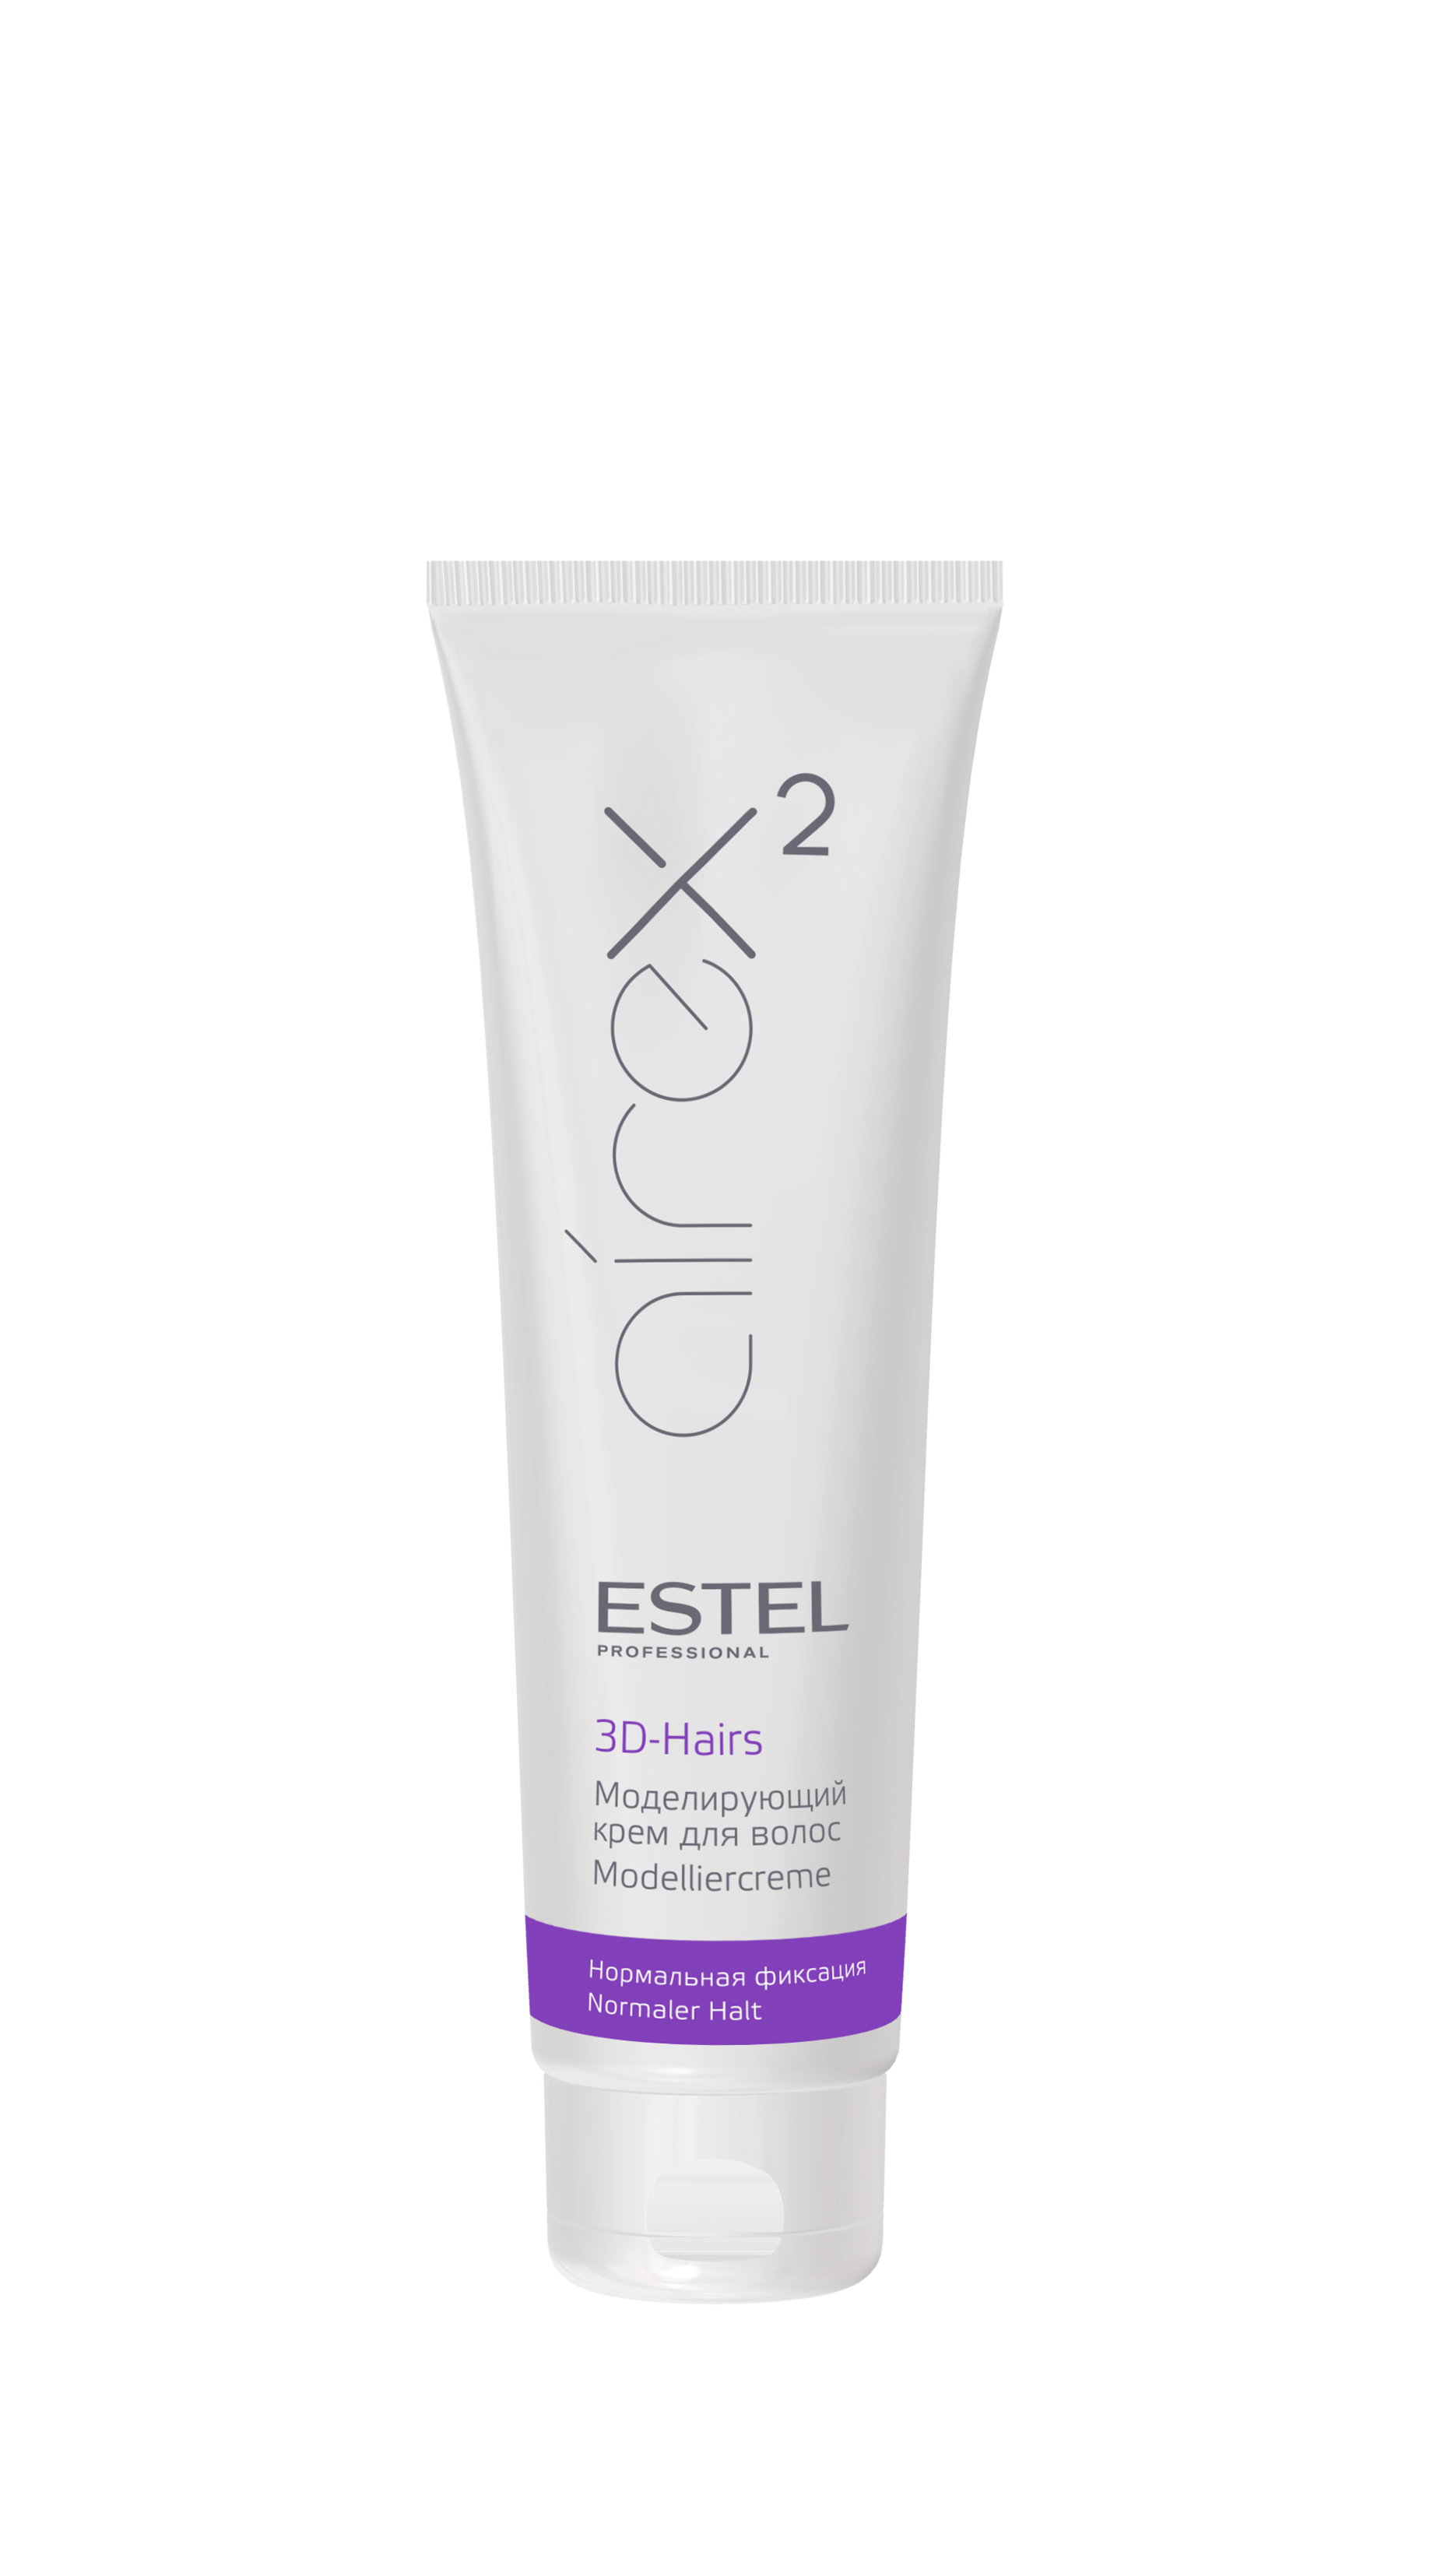 airex²
ESTEL
PROFESSIONAL
3D-Hairs
Моделирующий
крем для волос
Modelliercreme
Нормальная фиксация
Normaler Halt